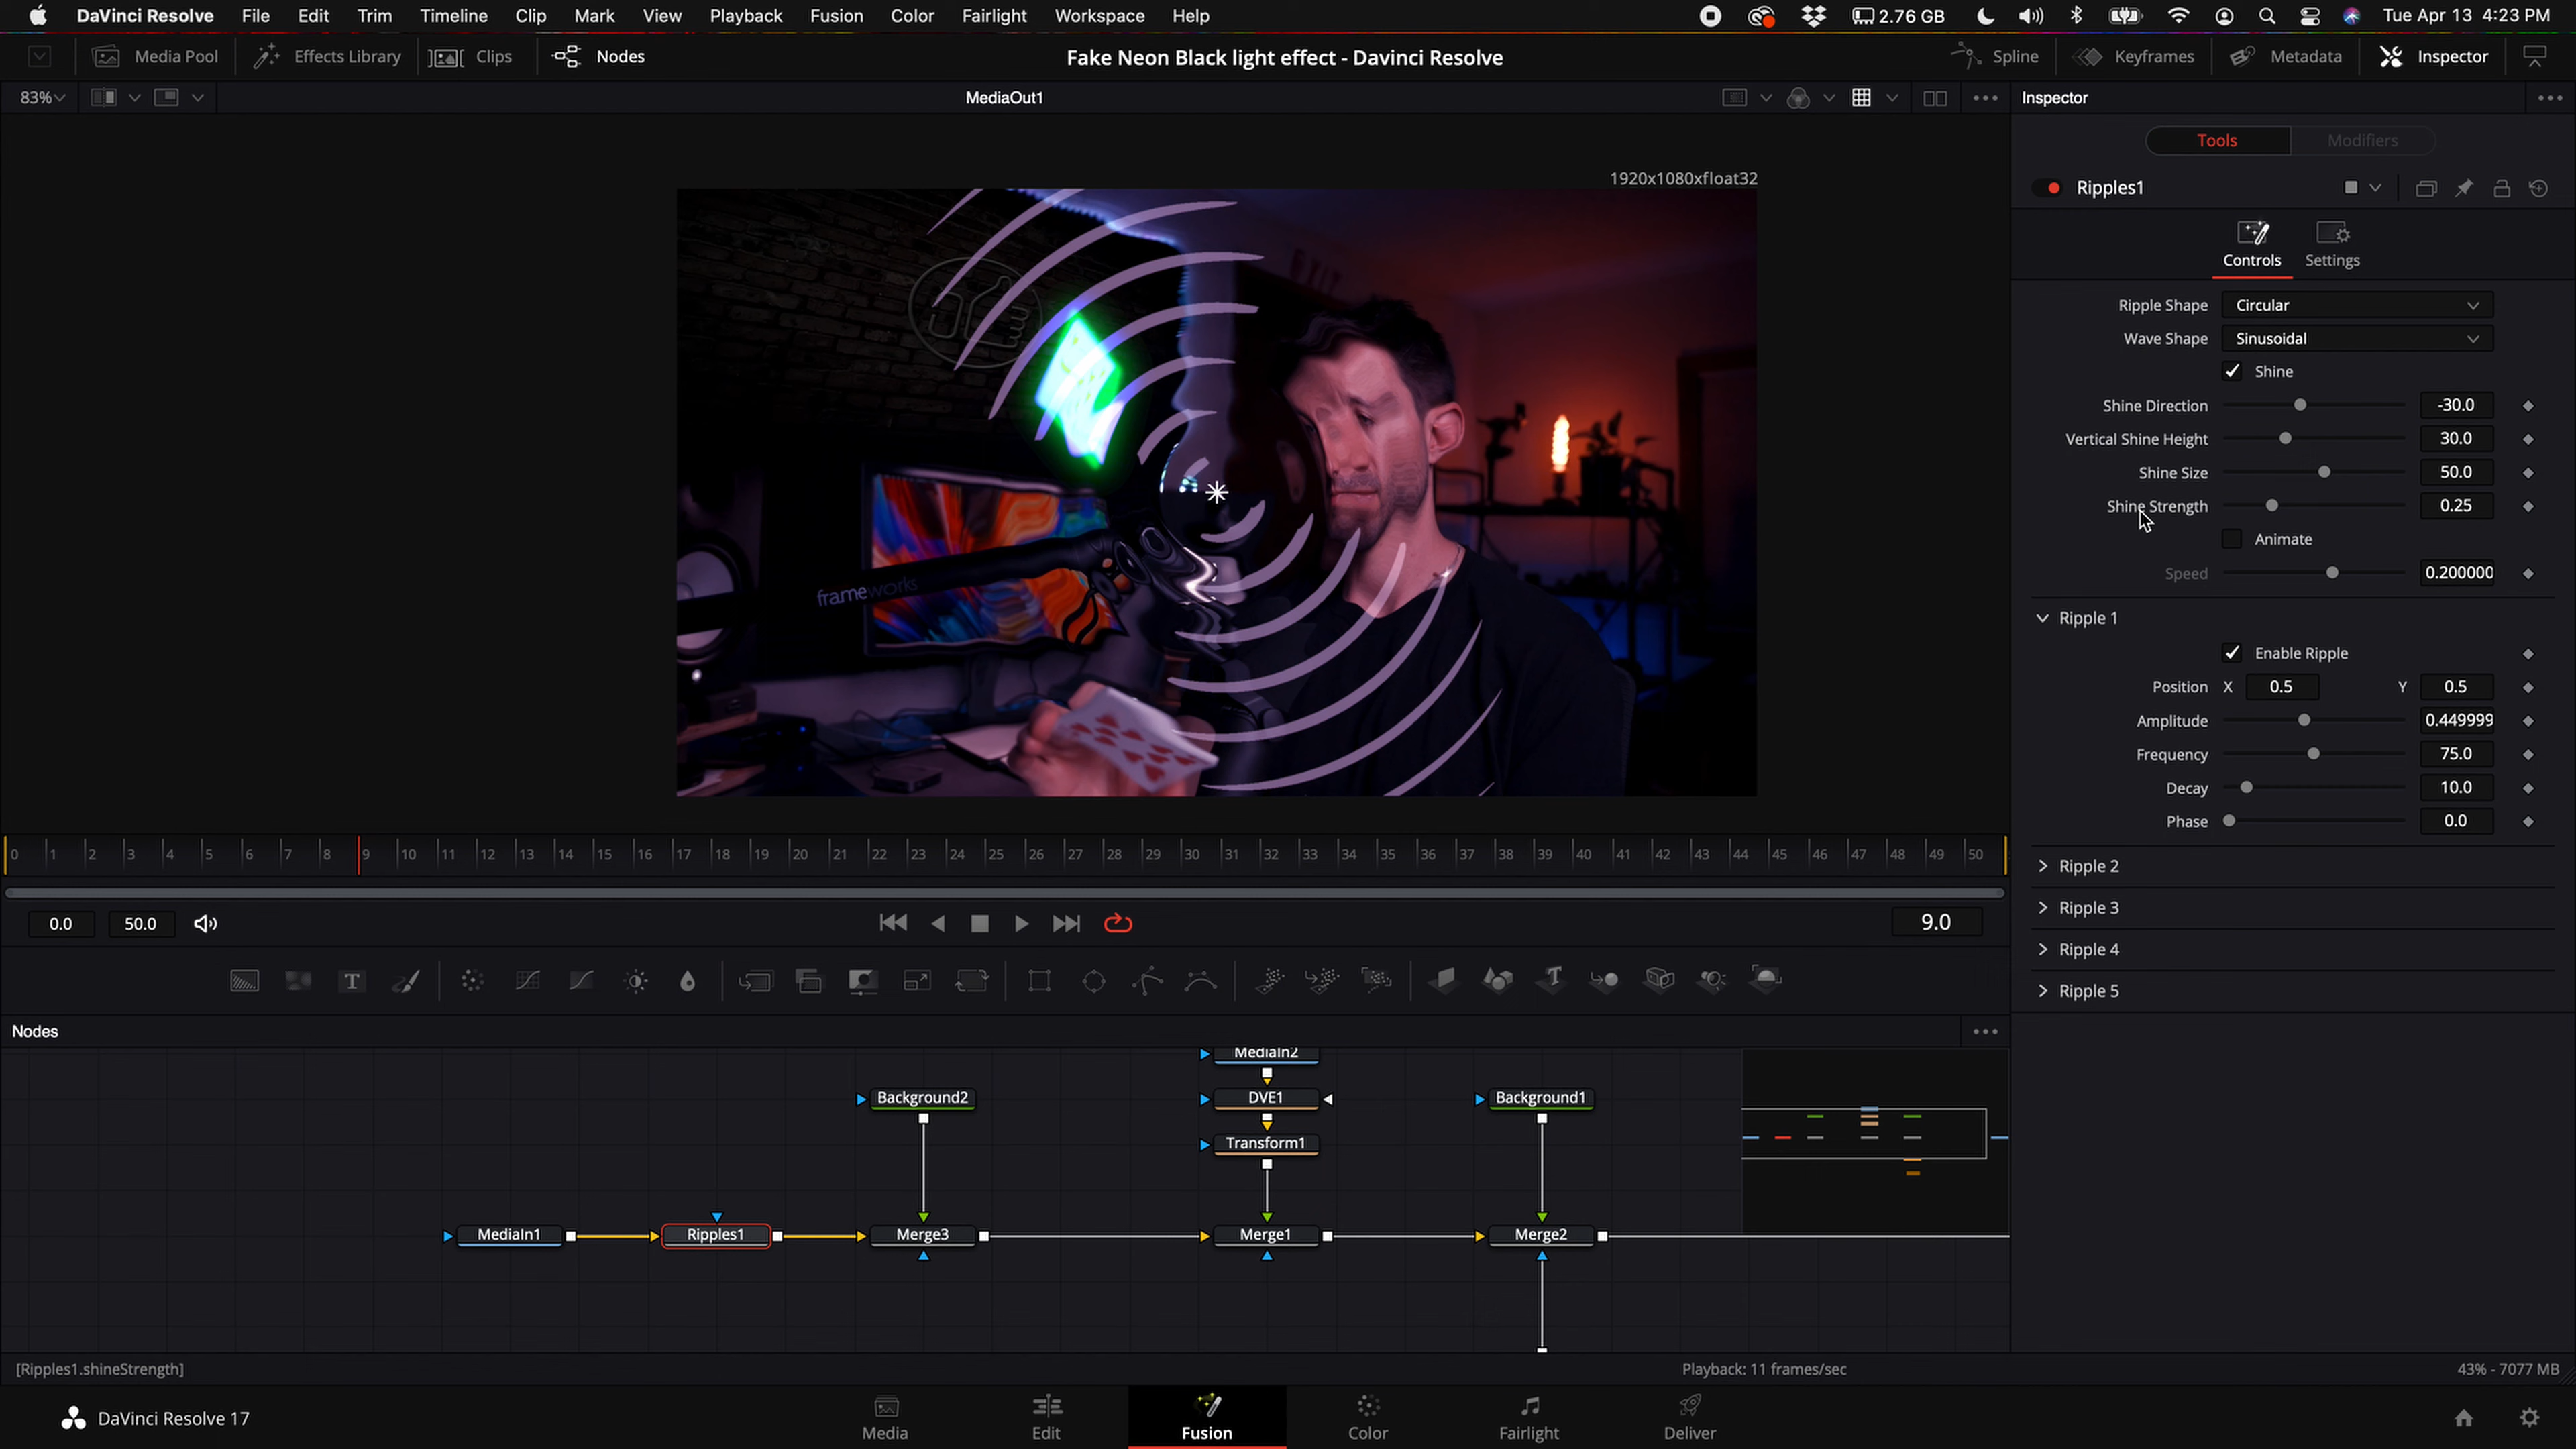 DaVinci Resolve File Edit Trim Timeline Clip Mark View Playback Fusion Color Fairlight Workspace Help 2.76 GB Tue Apr 13 4:23 PM
Media Pool Effects Library Clips Nodes Fake Neon Black light effect - Davinci Resolve Spline Keyframes Metadata Inspector
83% MediaOut1 Inspector
Tools Modifiers
1920x1080xfloat32
Ripples1
Controls Settings
Ripple Shape Circular
Wave Shape Sinusoidal
Shine
Shine Direction -30.0
Vertical Shine Height 30.0
Shine Size 50.0
Shine Strength 0.25
Animate
Speed 0.200000
frameworks
Ripple 1
Enable Ripple
Position X 0.5 Y 0.5
Amplitude 0.449999
Frequency 75.0
Decay 10.0
Phase 0.0
0 1 2 3 4 5 6 7 8 9 10 11 12 13 14 15 16 17 18 19 20 21 22 23 24 25 26 27 28 29 30 31 32 33 34 35 36 37 38 39 40 41 42 43 44 45 46 47 48 49 50
Ripple 2
Ripple 3
Ripple 4
Ripple 5
0.0 50.0 9.0
T T
Nodes
MediaIn2
Background2 DVE1 Background1
Transform1
MediaIn1 Ripples1 Merge3 Merge1 Merge2
[Ripples1.shineStrength] Playback: 11 frames/sec 43% - 7077 MB
DaVinci Resolve 17 Media Edit Fusion Color Fairlight Deliver